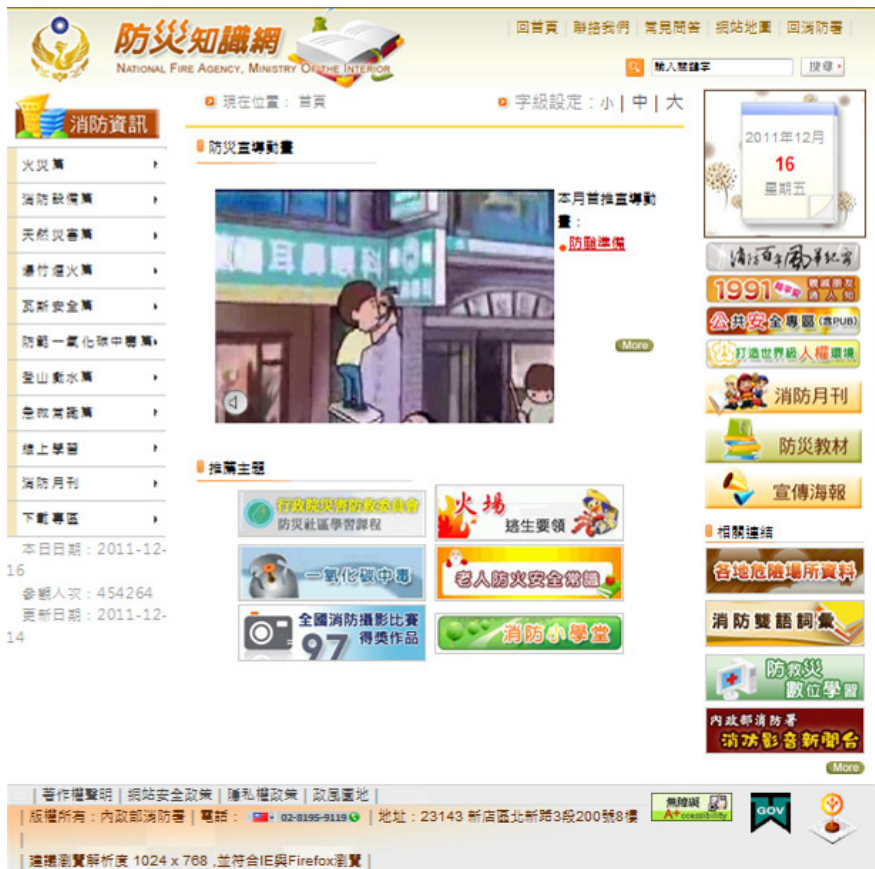 防災知識網
NATIONAL FIRE AGENCY, MINISTRY OF THE INTERIOR
回首頁 | 聯絡我們 | 常見問答 | 網站地圖 | 回消防署 |
輸入關鍵字
搜尋
消防資訊
火災篇
消防設備篇
天然災害篇
爆竹煙火篇
瓦斯安全篇
防範一氧化碳中毒篇
登山戲水篇
急救常識篇
線上學習
消防月刊
下載專區
本日日期：2011-12-
16
參觀人次：454264
更新日期：2011-12-
14
現在位置： 首頁
字級設定：小 | 中 | 大
防災宣導動畫
本月首推宣導動
畫：
防颱準備
More
推薦主題
行政院災害防救委員會
防災社區學習課程
火場
逃生要領
一氧化碳中毒
老人防火安全常識
全國消防攝影比賽
97 得獎作品
消防小學堂
2011年12月
16
星期五
消防百年風華紀實
1991 報平安 親戚朋友
通人知
公共安全專區(含PUB)
打造世界級人權環境
消防月刊
防災教材
宣傳海報
相關連結
各地危險場所資料
消防雙語詞彙
防救災
數位學習
內政部消防署
消防影音新聞台
More
| 著作權聲明 | 網站安全政策 | 隱私權政策 | 政風園地 |
| 版權所有：內政部消防署 | 電話： 02-8195-9119 | 地址：23143 新店區北新路3段200號8樓
|
| 建議瀏覽解析度 1024 x 768 ,並符合IE與Firefox瀏覽 |
無障礙
A+ccessibility
GOV